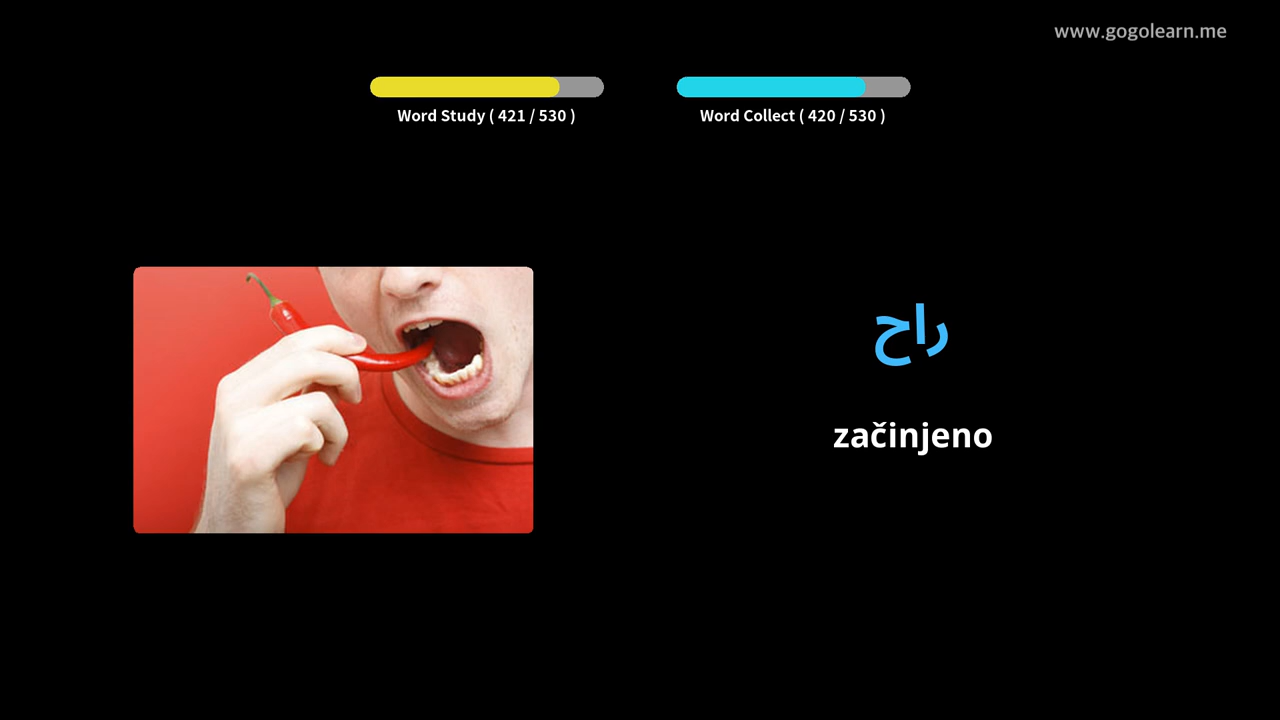 www.gogolearn.me
Word Study ( 421 / 530 )
Word Collect ( 420 / 530 )
راح
začinjeno